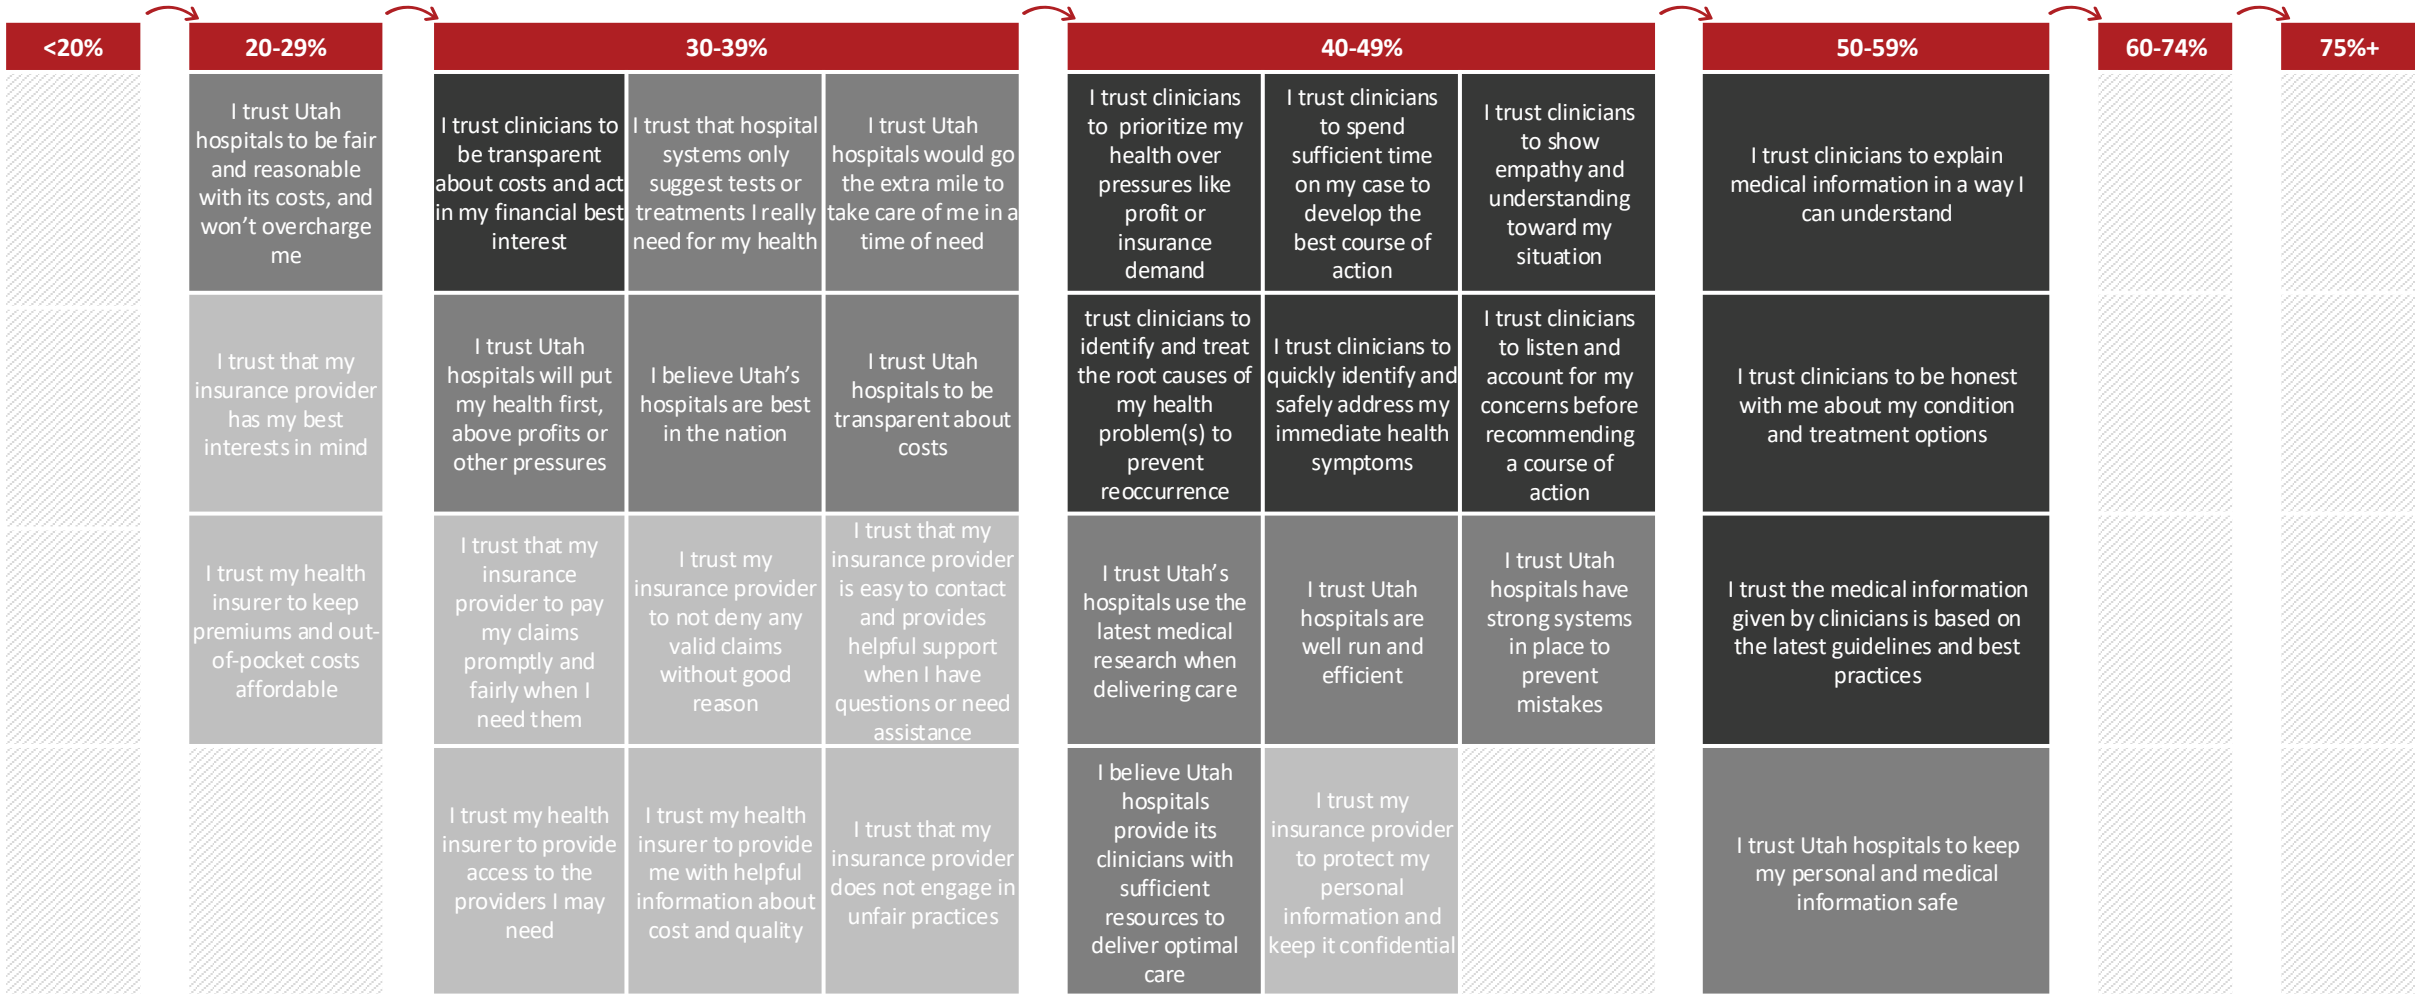 <20%
20-29%
30-39%
40-49%
50-59%
60-74%
75%+
I trust Utah
hospitals to be fair
and reasonable
with its costs, and
won't overcharge
me
I trust that my
insurance provider
has my best
interests in mind
I trust my health
insurer to keep
premiums and out-
of-pocket costs
affordable
I trust clinicians to
be transparent
about costs and act
in my financial best
interest
I trust that hospital
systems only
suggest tests or
treatments I really
need for my health
I trust Utah
hospitals would go
the extra mile to
take care of me in a
time of need
I trust Utah
hospitals will put
my health first,
above profits or
other pressures
I believe Utah's
hospitals are best
in the nation
I trust Utah
hospitals to be
transparent about
costs
I trust that my
insurance
provider to pay
my claims
promptly and
fairly when I
need them
I trust my
insurance provider
to not deny any
valid claims
without good
reason
I trust that my
insurance provider
is easy to contact
and provides
helpful support
when I have
questions or need
assistance
I trust my health
insurer to provide
access to the
providers I may
need
I trust my health
insurer to provide
me with helpful
information about
cost and quality
I trust that my
insurance provider
does not engage in
unfair practices
I trust clinicians
to prioritize my
health over
pressures like
profit or
insurance
demand
I trust clinicians
to spend
sufficient time
on my case to
develop the
best course of
action
I trust clinicians
to show
empathy and
understanding
toward my
situation
trust clinicians to
identify and treat
the root causes of
my health
problem(s) to
prevent
reoccurrence
I trust clinicians to
quickly identify and
safely address my
immediate health
symptoms
I trust clinicians
to listen and
account for my
concerns before
recommending
a course of
action
I trust Utah's
hospitals use the
latest medical
research when
delivering care
I trust Utah
hospitals are
well run and
efficient
I trust Utah
hospitals have
strong systems
in place to
prevent
mistakes
I believe Utah
hospitals
provide its
clinicians with
sufficient
resources to
deliver optimal
care
I trust my
insurance provider
to protect my
personal
information and
keep it confidential
I trust clinicians to explain
medical information in a way I
can understand
I trust clinicians to be honest
with me about my condition
and treatment options
I trust the medical information
given by clinicians is based on
the latest guidelines and best
practices
I trust Utah hospitals to keep
my personal and medical
information safe